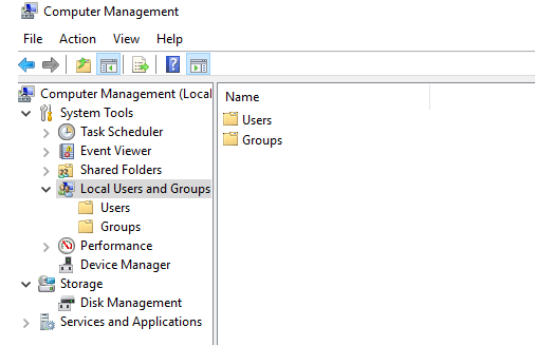 Computer Management
File Action View Help
Computer Management (Local
System Tools
Task Scheduler
Event Viewer
Shared Folders
Local Users and Groups
Users
Groups
Performance
Device Manager
Storage
Disk Management
Services and Applications
Name
Users
Groups